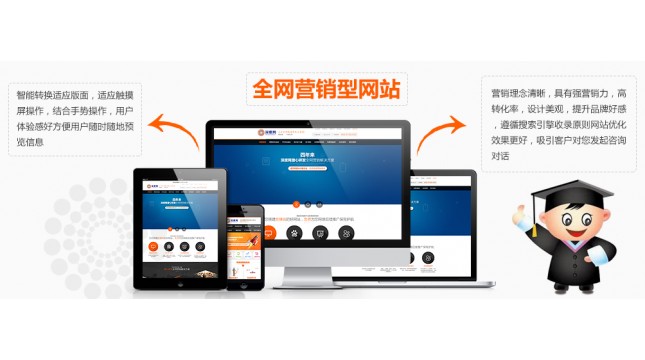 全网营销型网站
智能转换适应版面，适应触摸
屏操作，结合手势操作，用户
体验感好方便用户随时随地预
览信息
营销理念清晰，具有强营销力，高
转化率，设计美观，提升品牌好感
，遵循搜索引擎收录原则网站优化
效果更好，吸引客户对您发起咨询
对话